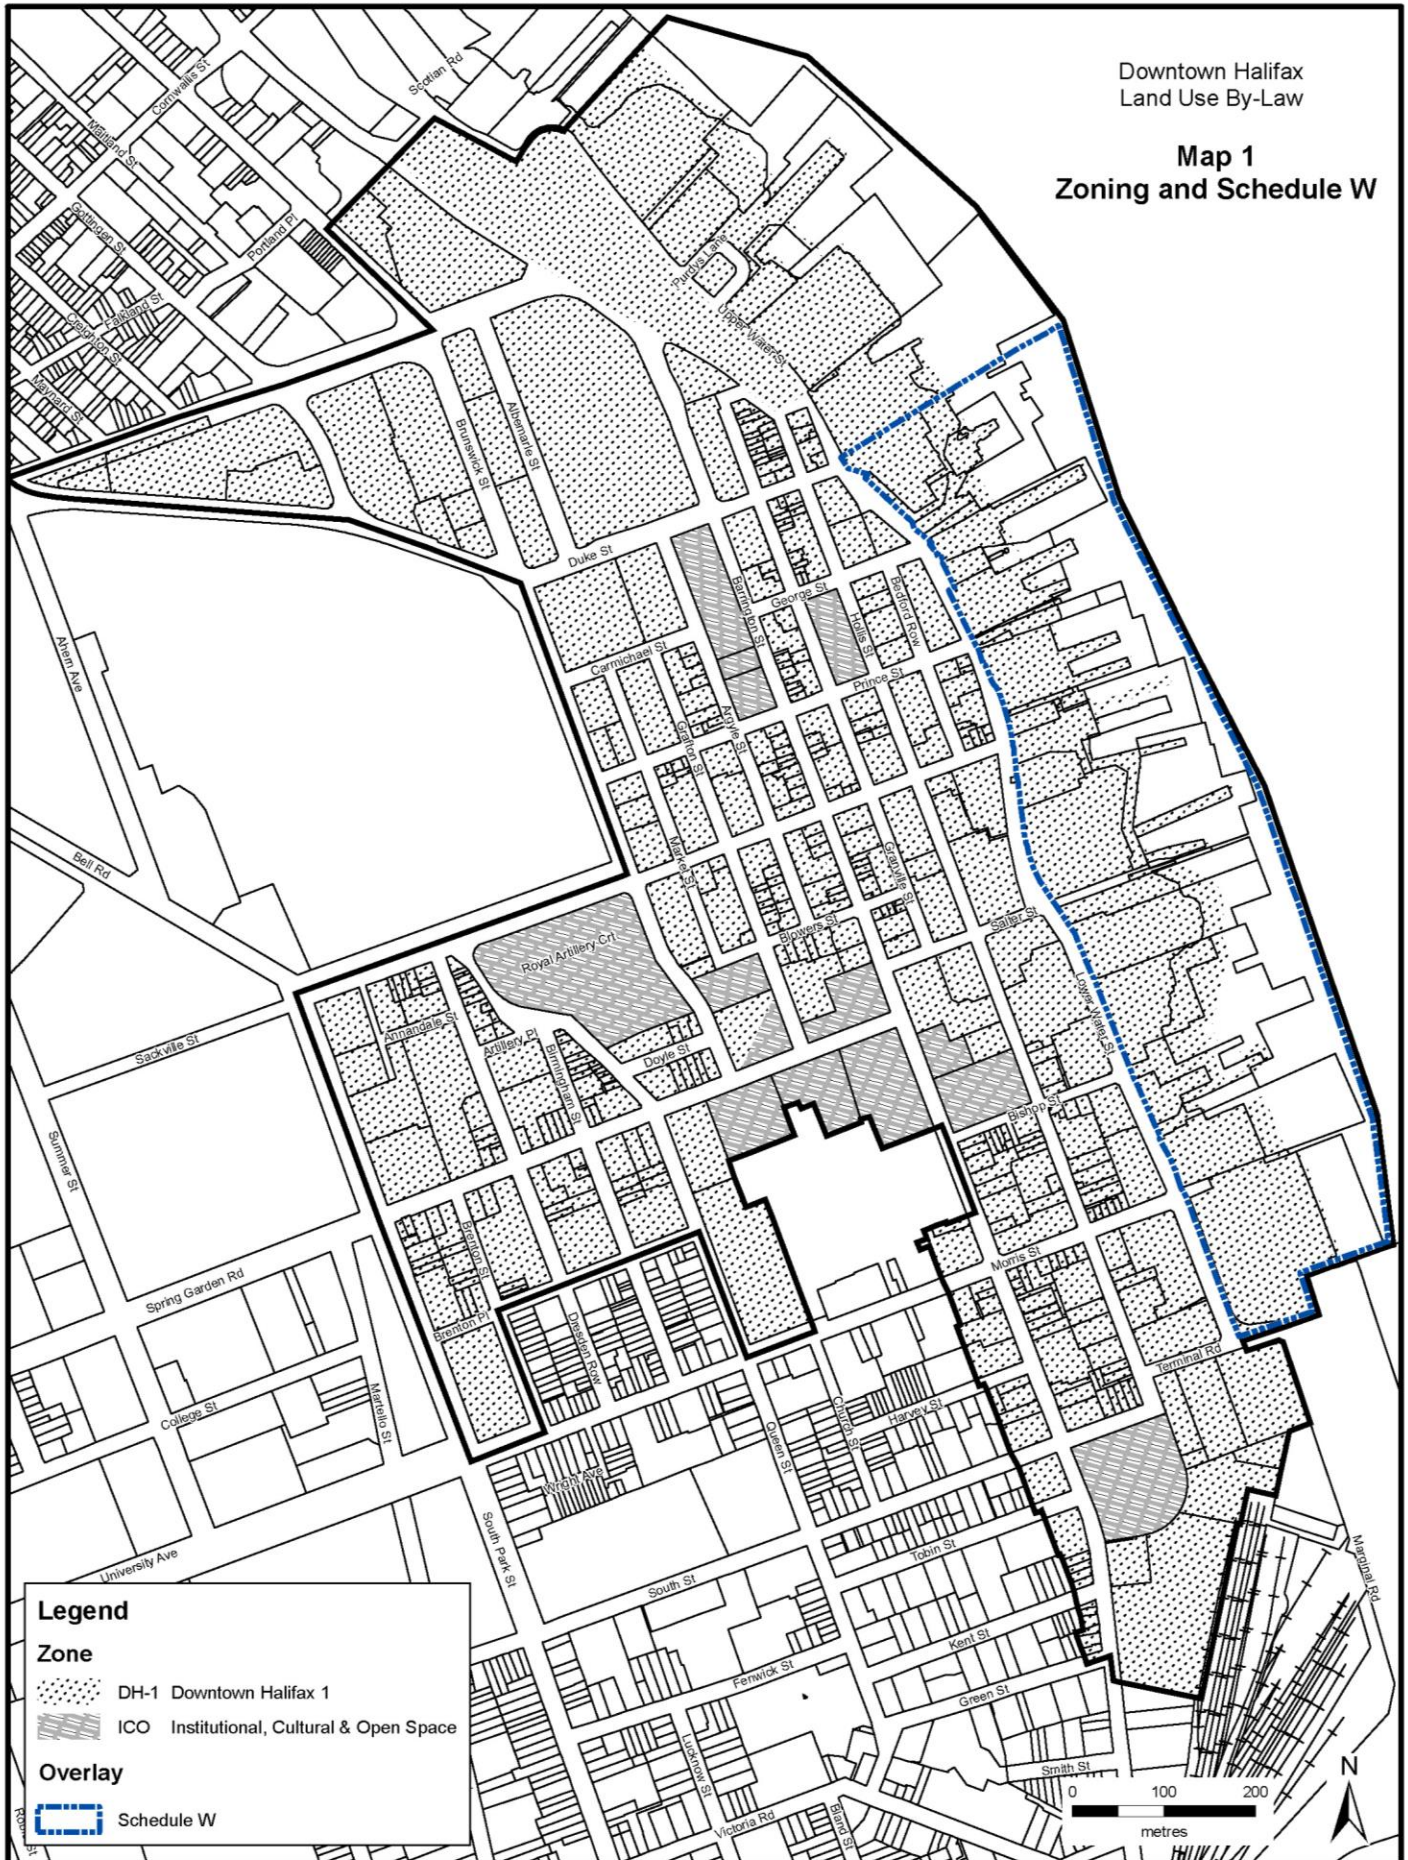 Downtown Halifax
Land Use By-Law
Map 1
Zoning and Schedule W
Scotian Rd
Cornwallis St
Maitland St
Gottingen St
Portland Pl
Falkland St
Creighton St
Maynard St
Purdys Lane
Upper Water St
Brunswick St
Albemarle St
Duke St
Barrington St
George St
Hollis St
Bedford Row
Carmichael St
Prince St
Ahern Ave
Grafton St
Argyle St
Bell Rd
Market St
Granville St
Blowers St
Salter St
Royal Artillery Crt
Lower Water St
Sackville St
Annandale St
Artillery Pl
Birmingham St
Doyle St
Bishop St
Summer St
Brenton St
Morris St
Spring Garden Rd
Brenton Pl
Dresden Row
Terminal Rd
College St
Martello St
Queen St
Church St
Harvey St
Wright Ave
South Park St
University Ave
South St
Tobin St
Marginal Rd
Kent St
Fenwick St
Green St
Lucknow St
Smith St
Victoria Rd
Bland St
Legend
Zone
DH-1 Downtown Halifax 1
ICO Institutional, Cultural & Open Space
Overlay
Schedule W
N
0 100 200
metres